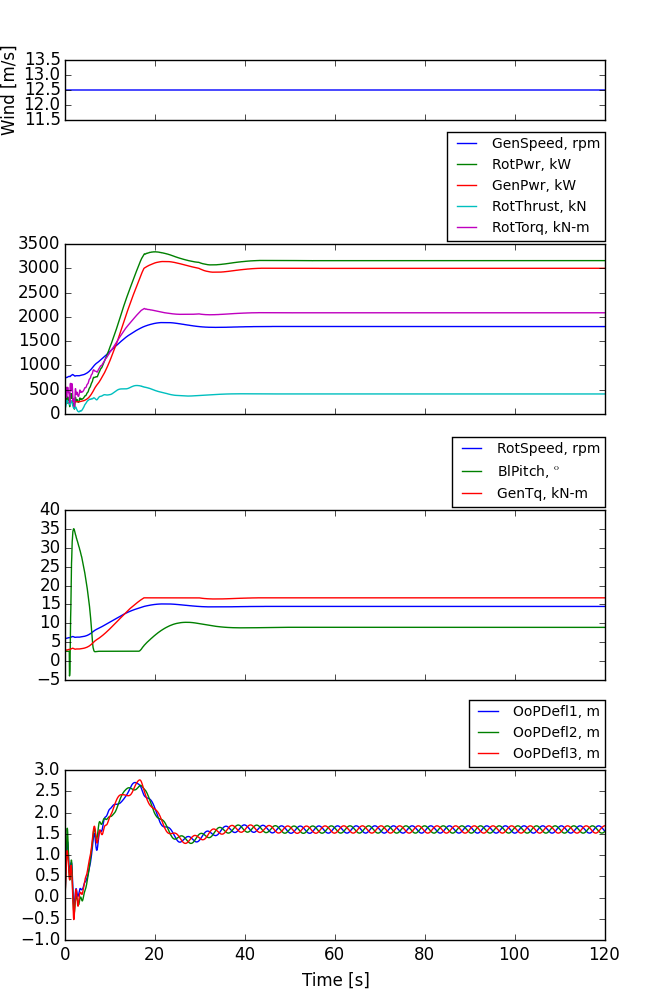 Wind [m/s]
13.5
13.0
12.5
12.0
11.5
GenSpeed, rpm
RotPwr, kW
GenPwr, kW
RotThrust, kN
RotTorq, kN-m
3500
3000
2500
2000
1500
1000
500
0
RotSpeed, rpm
BlPitch, °
GenTq, kN-m
40
35
30
25
20
15
10
5
0
−5
OoPDefl1, m
OoPDefl2, m
OoPDefl3, m
3.0
2.5
2.0
1.5
1.0
0.5
0.0
−0.5
−1.0
0 20 40 60 80 100 120
Time [s]